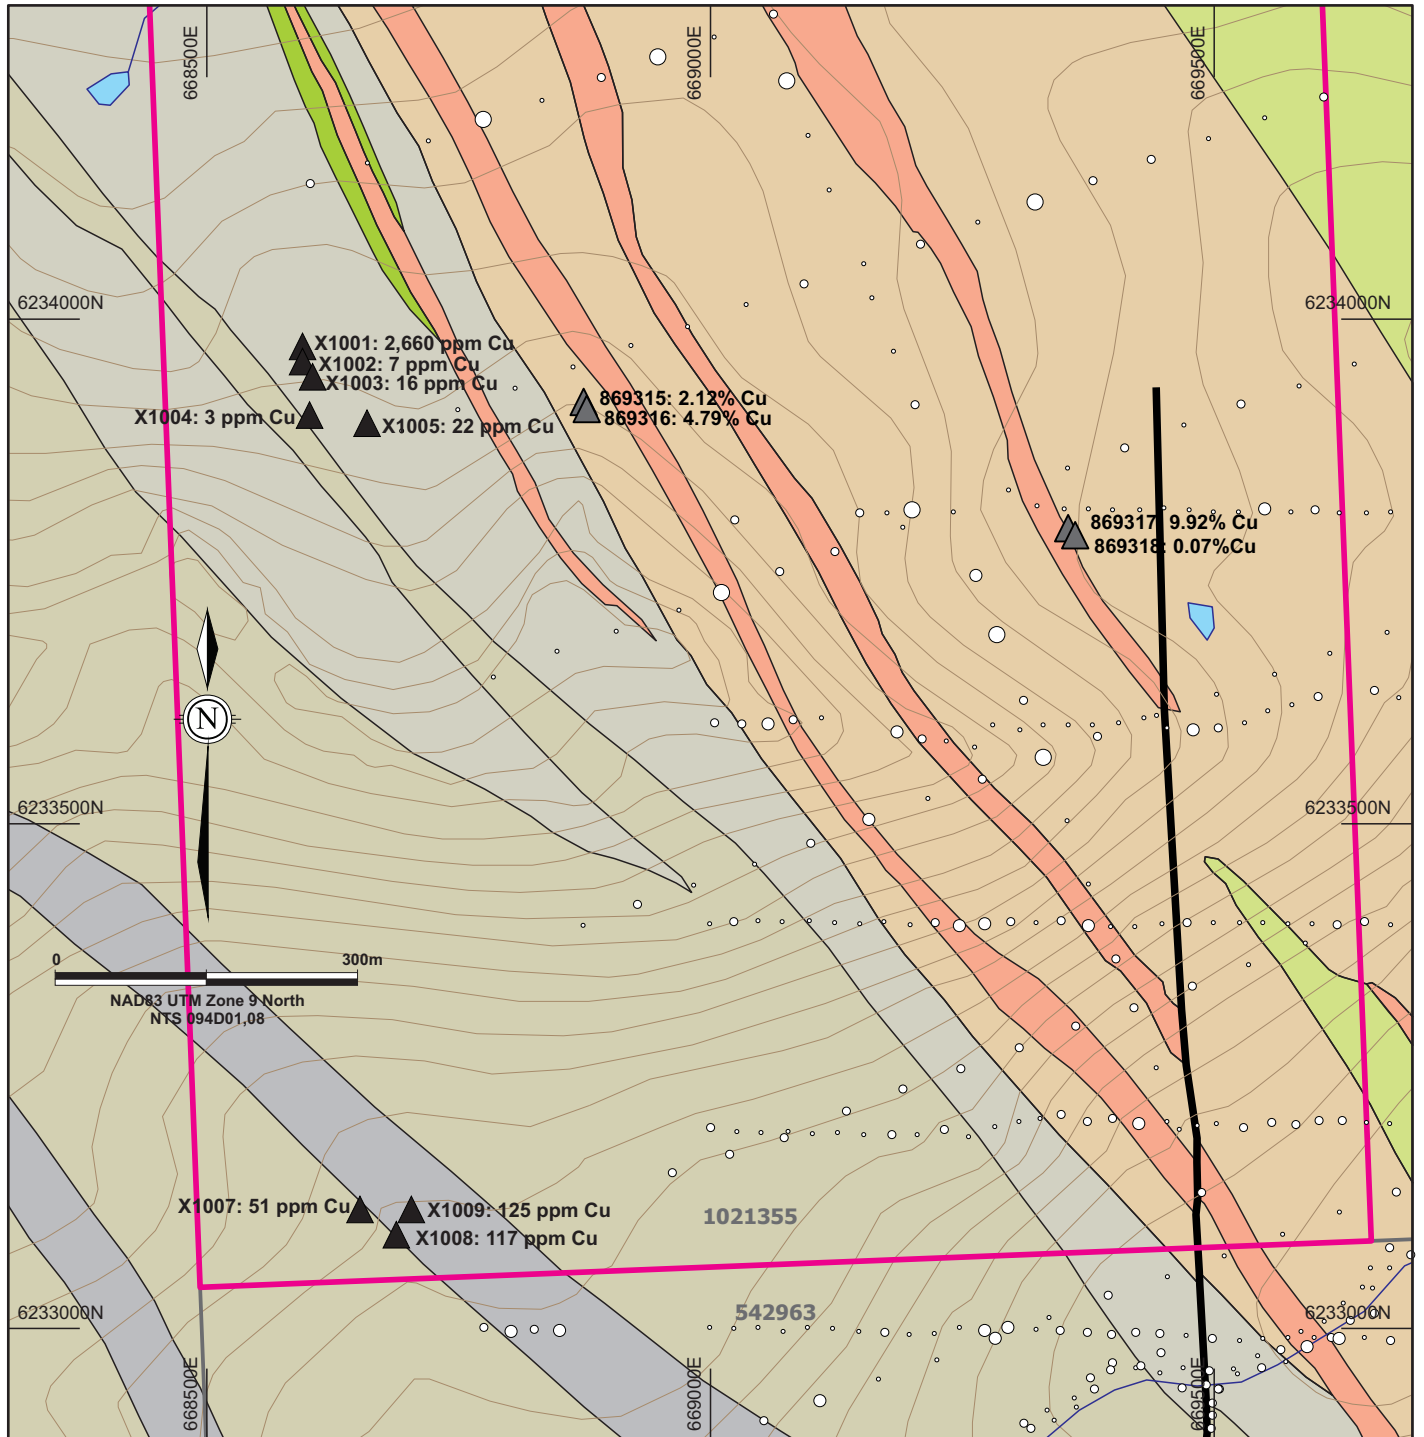 668500E
669000E
669500E
6234000N
6234000N
X1001: 2,660 ppm Cu
X1002: 7 ppm Cu
X1003: 16 ppm Cu
X1004: 3 ppm Cu
X1005: 22 ppm Cu
869315: 2.12% Cu
869316: 4.79% Cu
869317: 9.92% Cu
869318: 0.07%Cu
N
6233500N
6233500N
0 300m
NAD83 UTM Zone 9 North
NTS 094D01,08
X1007: 51 ppm Cu
X1009: 125 ppm Cu
X1008: 117 ppm Cu
1021355
542963
6233000N
6233000N
668500E
669000E
669500E